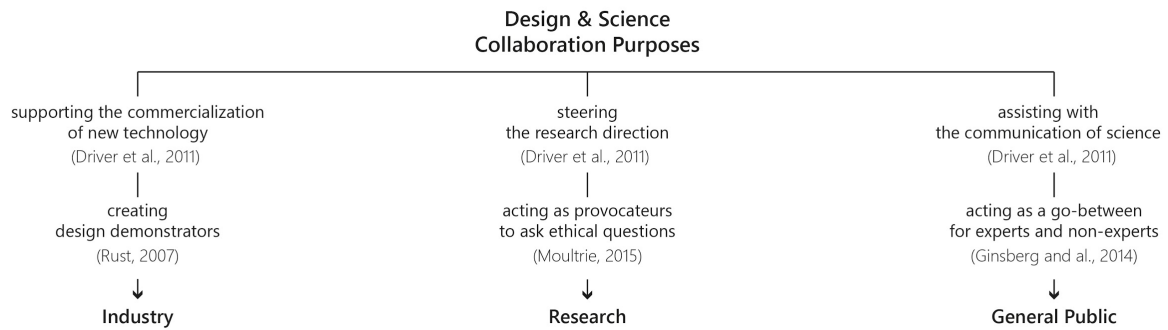 Design & Science
Collaboration Purposes
supporting the commercialization
of new technology
(Driver et al., 2011)
creating
design demonstrators
(Rust, 2007)
Industry
steering
the research direction
(Driver et al., 2011)
acting as provocateurs
to ask ethical questions
(Moultrie, 2015)
Research
assisting with
the communication of science
(Driver et al., 2011)
acting as a go-between
for experts and non-experts
(Ginsberg and al., 2014)
General Public